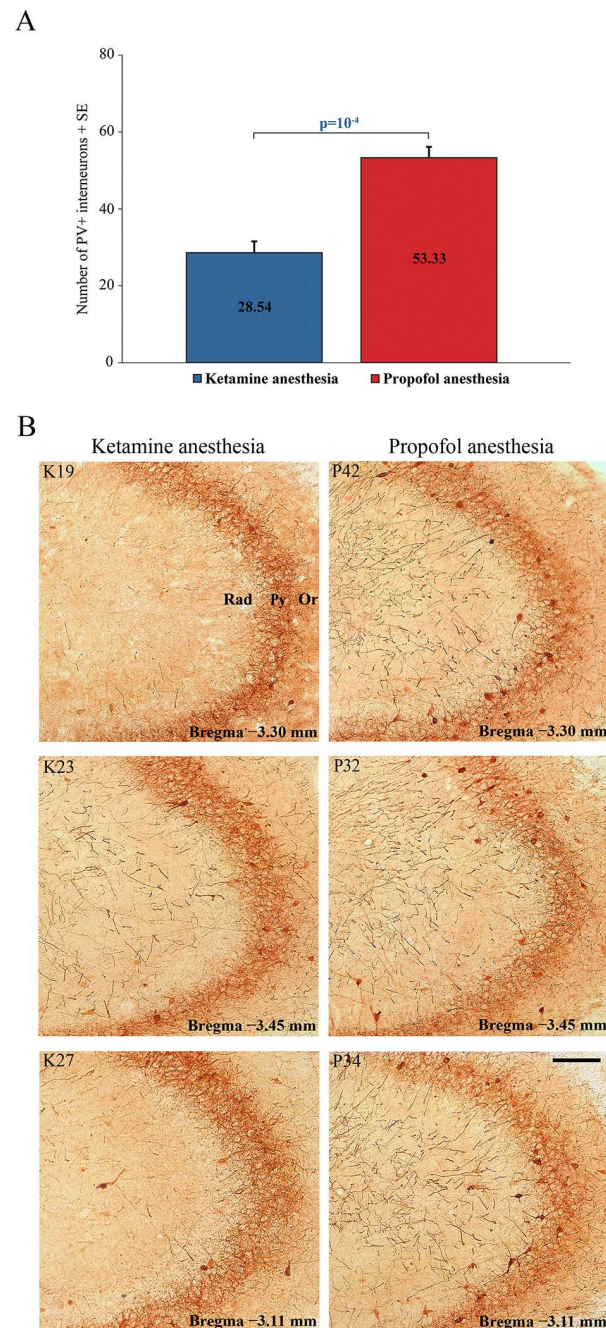 A
80
60
40
20
0
Number of PV+ interneurons + SE
p=10-4
28.54
53.33
Ketamine anesthesia
Propofol anesthesia
B
Ketamine anesthesia
Propofol anesthesia
K19
Rad Py Or
Bregma −3.30 mm
P42
Bregma −3.30 mm
K23
Bregma −3.45 mm
P32
Bregma −3.45 mm
K27
Bregma −3.11 mm
P34
Bregma −3.11 mm